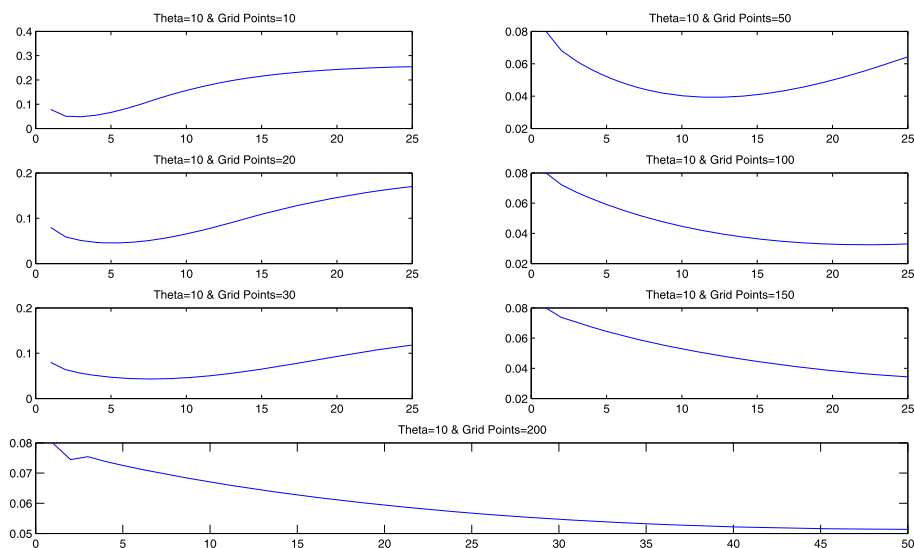 Theta=10 & Grid Points=10
0.4
0.3
0.2
0.1
0
0 5 10 15 20 25
Theta=10 & Grid Points=50
0.08
0.06
0.04
0.02
0 5 10 15 20 25
Theta=10 & Grid Points=20
0.2
0.1
0
0 5 10 15 20 25
Theta=10 & Grid Points=100
0.08
0.06
0.04
0.02
0 5 10 15 20 25
Theta=10 & Grid Points=30
0.2
0.1
0
0 5 10 15 20 25
Theta=10 & Grid Points=150
0.08
0.06
0.04
0.02
0 5 10 15 20 25
Theta=10 & Grid Points=200
0.08
0.07
0.06
0.05
5 10 15 20 25 30 35 40 45 50